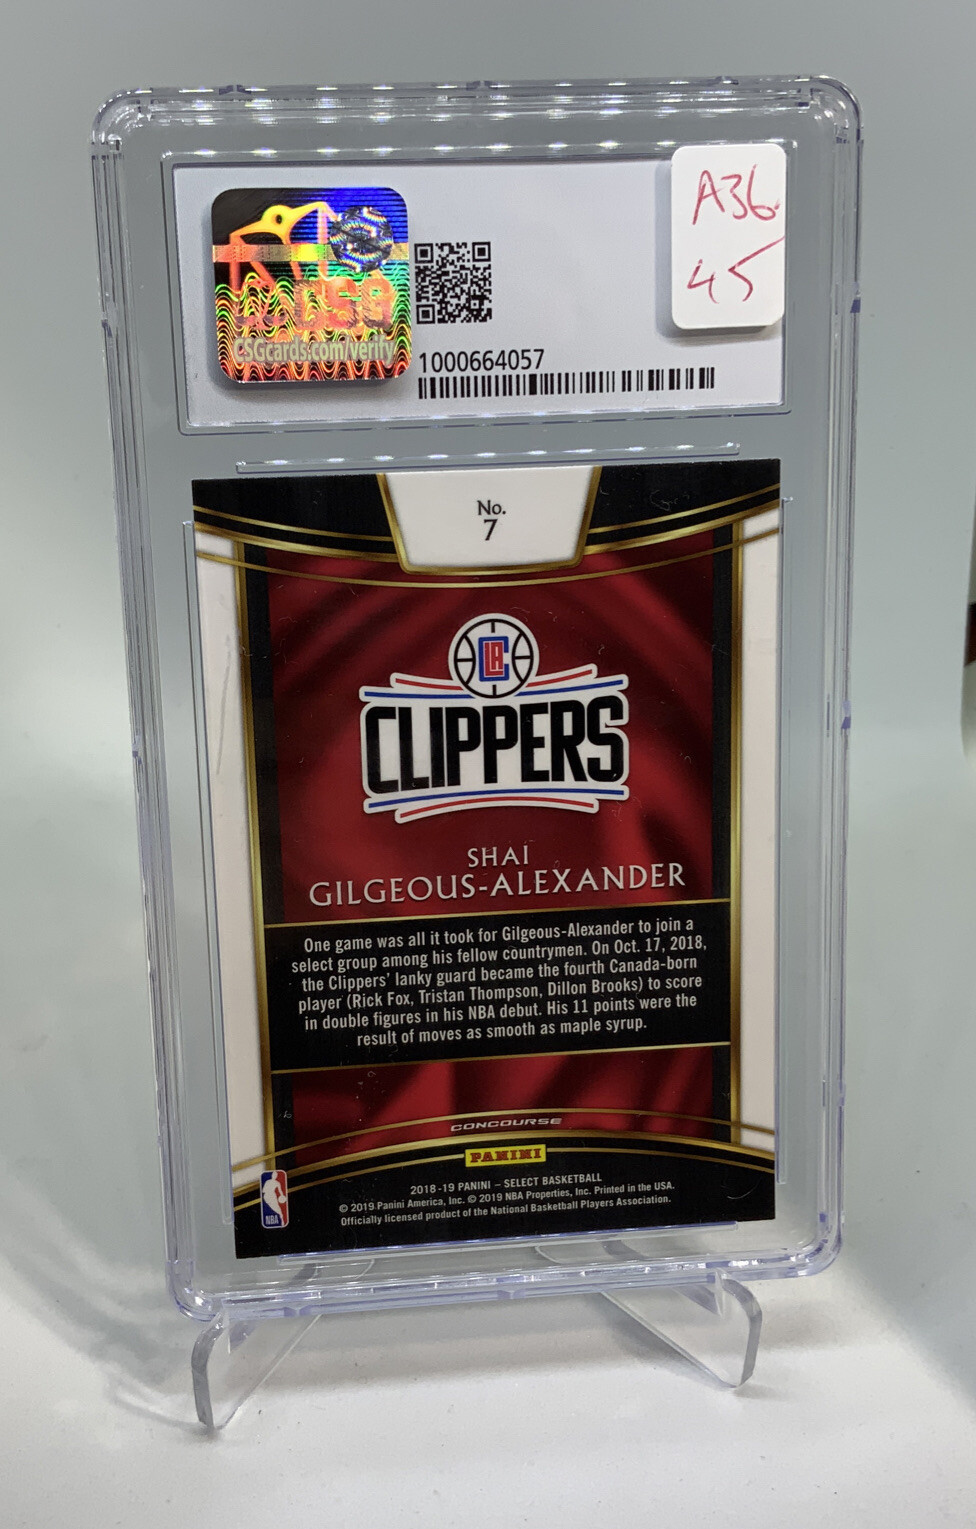 A36
45
CSG
CSGcards.com/verify
1000664057
No.
7
LAC
CLIPPERS
SHAI
GILGEOUS-ALEXANDER
One game was all it took for Gilgeous-Alexander to join a
select group among his fellow countrymen. On Oct. 17, 2018,
the Clippers' lanky guard became the fourth Canada-born
player (Rick Fox, Tristan Thompson, Dillon Brooks) to score
in double figures in his NBA debut. His 11 points were the
result of moves as smooth as maple syrup.
CONCOURSE
PANINI
NBA
2018-19 PANINI – SELECT BASKETBALL
© 2019 Panini America, Inc. © 2019 NBA Properties, Inc. Printed in the USA.
Officially licensed product of the National Basketball Players Association.